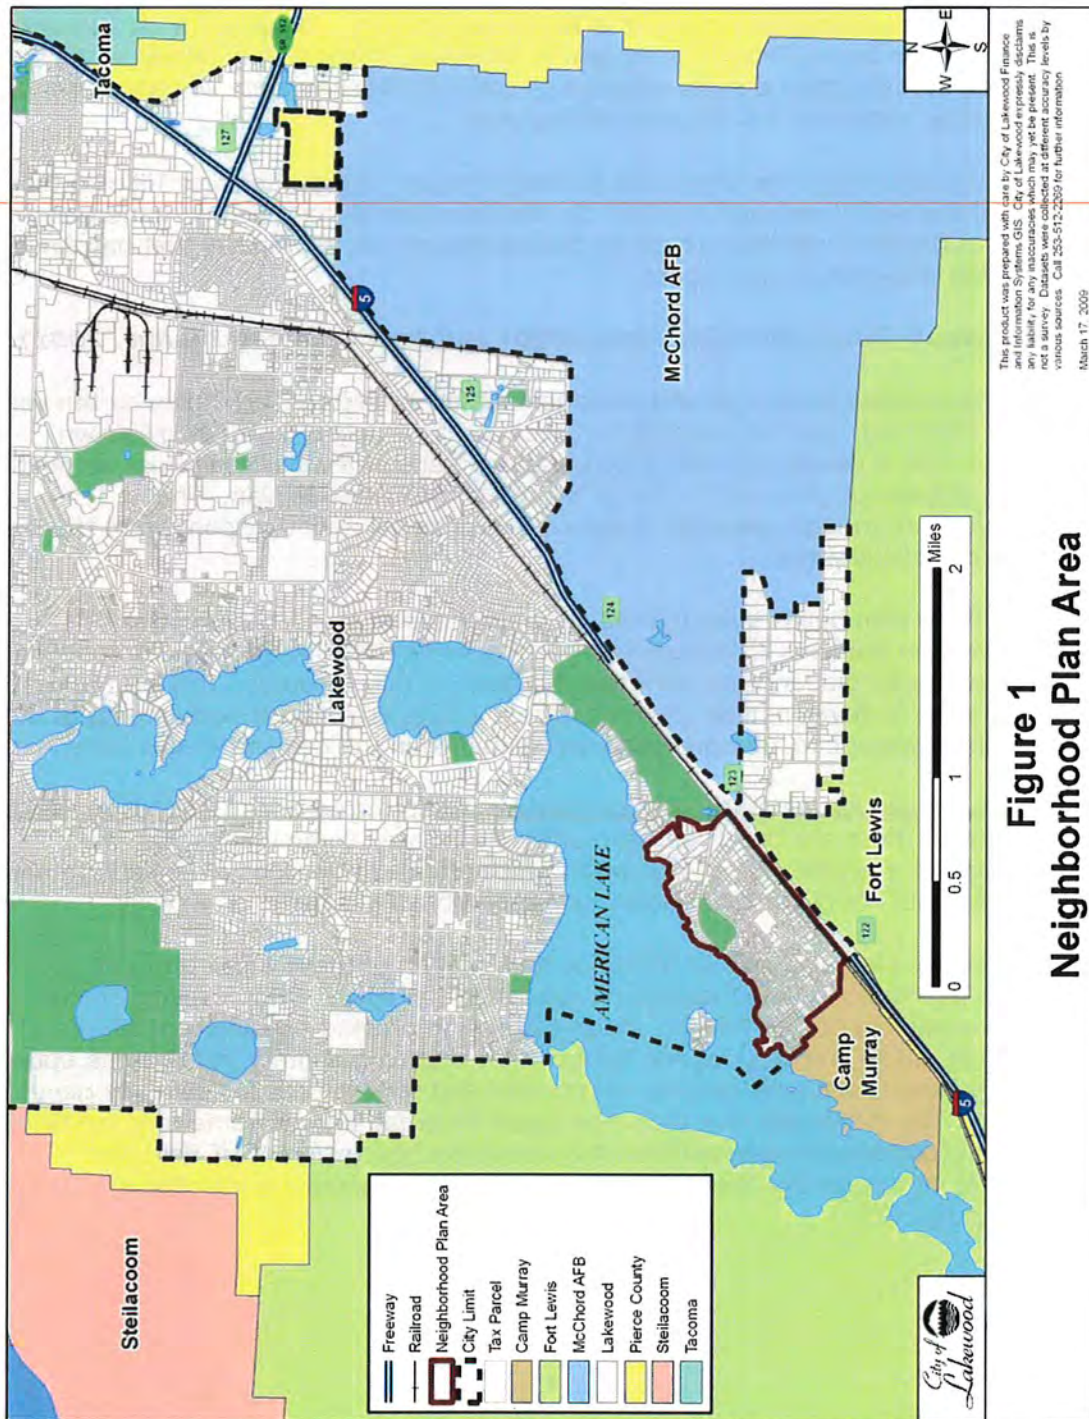 Tacoma
SR 512
127
5
125
McChord AFB
Lakewood
124
123
AMERICAN LAKE
Fort Lewis
122
Camp
Murray
5
Steilacoom
Freeway
Railroad
Neighborhood Plan Area
City Limit
Tax Parcel
Camp Murray
Fort Lewis
McChord AFB
Lakewood
Pierce County
Steilacoom
Tacoma
0 0.5 1 2
Miles
N
W E
S
City of
Lakewood
Figure 1
Neighborhood Plan Area
This product was prepared with care by City of Lakewood Finance
and Information Systems GIS. City of Lakewood expressly disclaims
any liability for any inaccuracies which may yet be present. This is
not a survey. Datasets were collected at different accuracy levels by
various sources. Call 253-512-2269 for further information
March 17, 2009